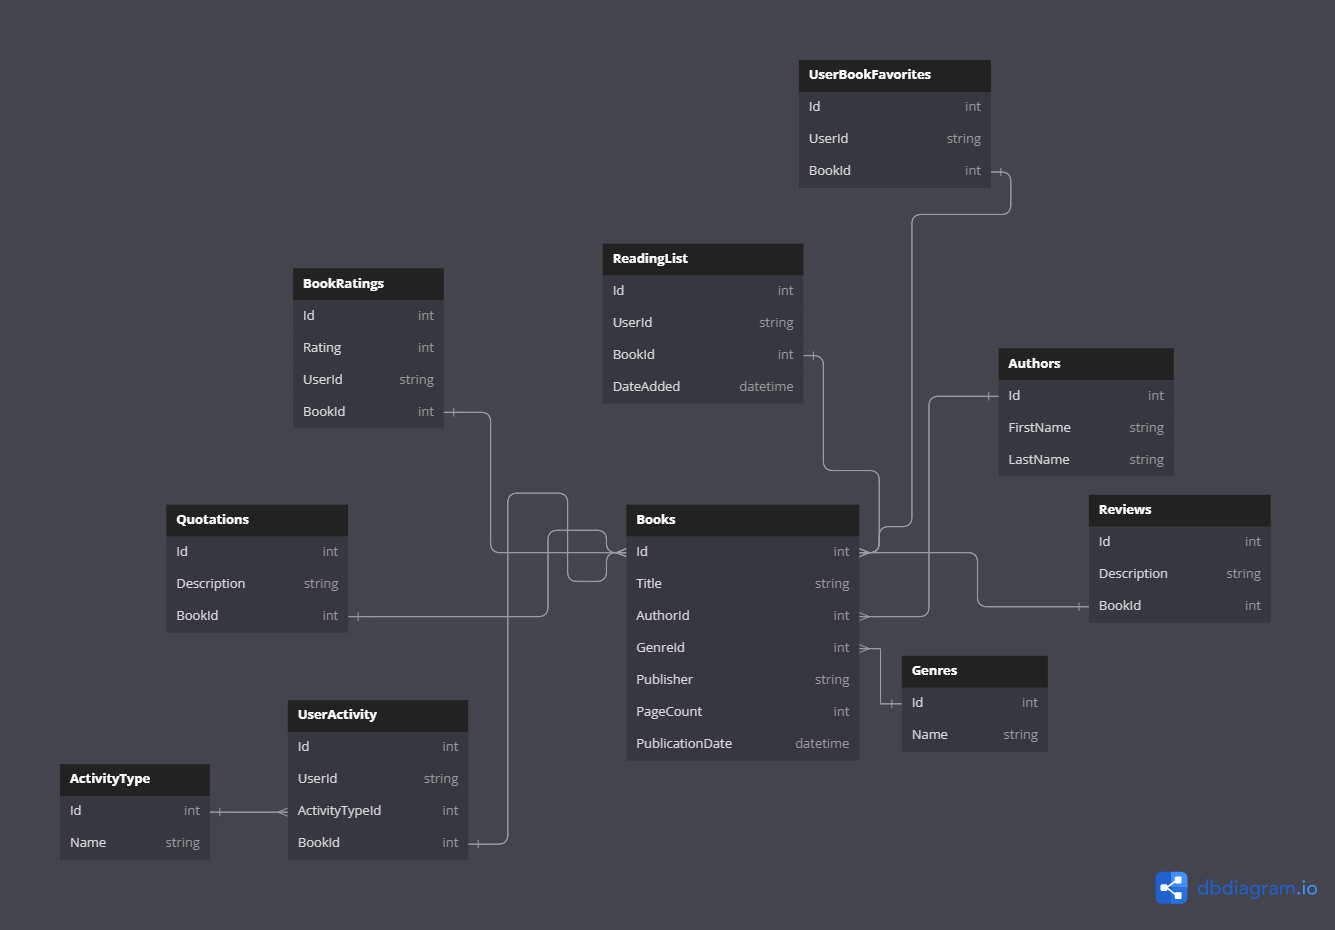 UserBookFavorites
Id int
UserId string
BookId int
ReadingList
Id int
UserId string
BookId int
DateAdded datetime
BookRatings
Id int
Rating int
UserId string
BookId int
Authors
Id int
FirstName string
LastName string
Quotations
Id int
Description string
BookId int
Books
Id int
Title string
AuthorId int
GenreId int
Publisher string
PageCount int
PublicationDate datetime
Reviews
Id int
Description string
BookId int
Genres
Id int
Name string
UserActivity
Id int
UserId string
ActivityTypeId int
BookId int
ActivityType
Id int
Name string
dbdiagram.io